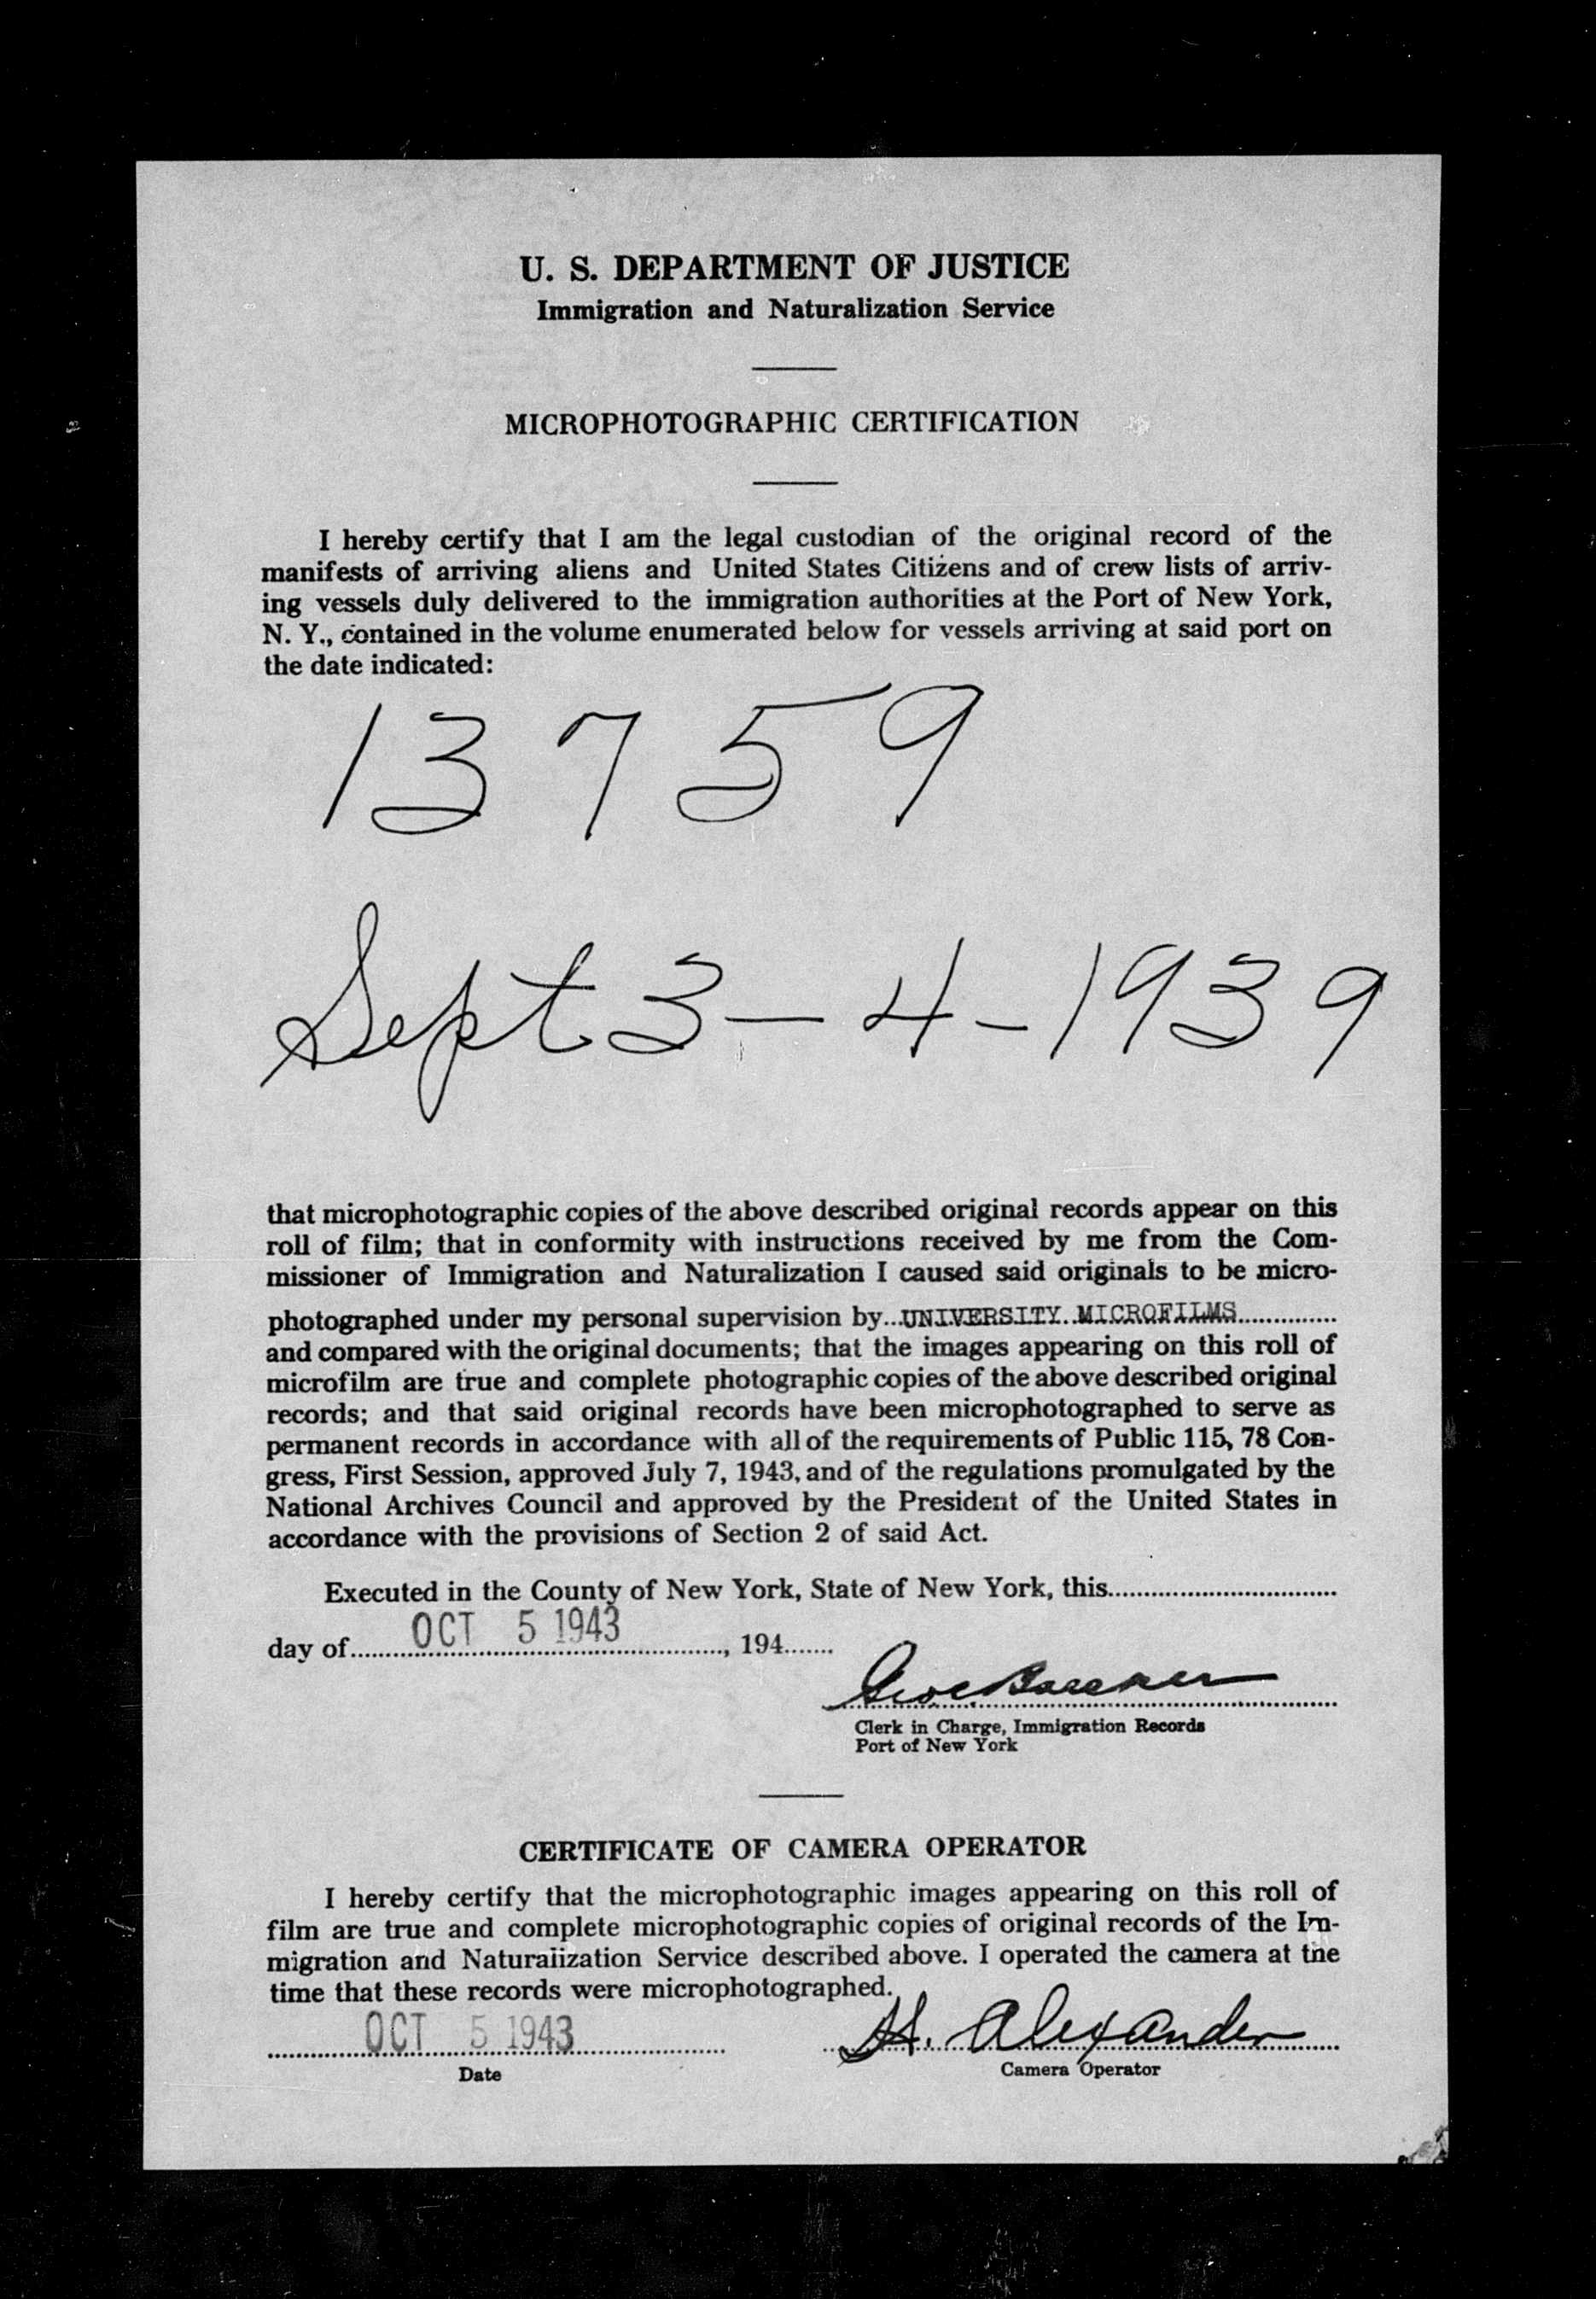 U. S. DEPARTMENT OF JUSTICE
Immigration and Naturalization Service
MICROPHOTOGRAPHIC CERTIFICATION
I hereby certify that I am the legal custodian of the original record of the
manifests of arriving aliens and United States Citizens and of crew lists of arriv-
ing vessels duly delivered to the immigration authorities at the Port of New York,
N. Y., contained in the volume enumerated below for vessels arriving at said port on
the date indicated:
13759
Sept 3 - 4 - 1939
that microphotographic copies of the above described original records appear on this
roll of film; that in conformity with instructions received by me from the Com-
missioner of Immigration and Naturalization I caused said originals to be micro-
photographed under my personal supervision by UNIVERSITY MICROFILMS
and compared with the original documents; that the images appearing on this roll of
microfilm are true and complete photographic copies of the above described original
records; and that said original records have been microphotographed to serve as
permanent records in accordance with all of the requirements of Public 115, 78 Con-
gress, First Session, approved July 7, 1943, and of the regulations promulgated by the
National Archives Council and approved by the President of the United States in
accordance with the provisions of Section 2 of said Act.
Executed in the County of New York, State of New York, this
day of OCT 5 1943, 194
Clerk in Charge, Immigration Records
Port of New York
CERTIFICATE OF CAMERA OPERATOR
I hereby certify that the microphotographic images appearing on this roll of
film are true and complete microphotographic copies of original records of the Im-
migration and Naturalization Service described above. I operated the camera at the
time that these records were microphotographed.
OCT 5 1943 H. Alexander
Date Camera Operator